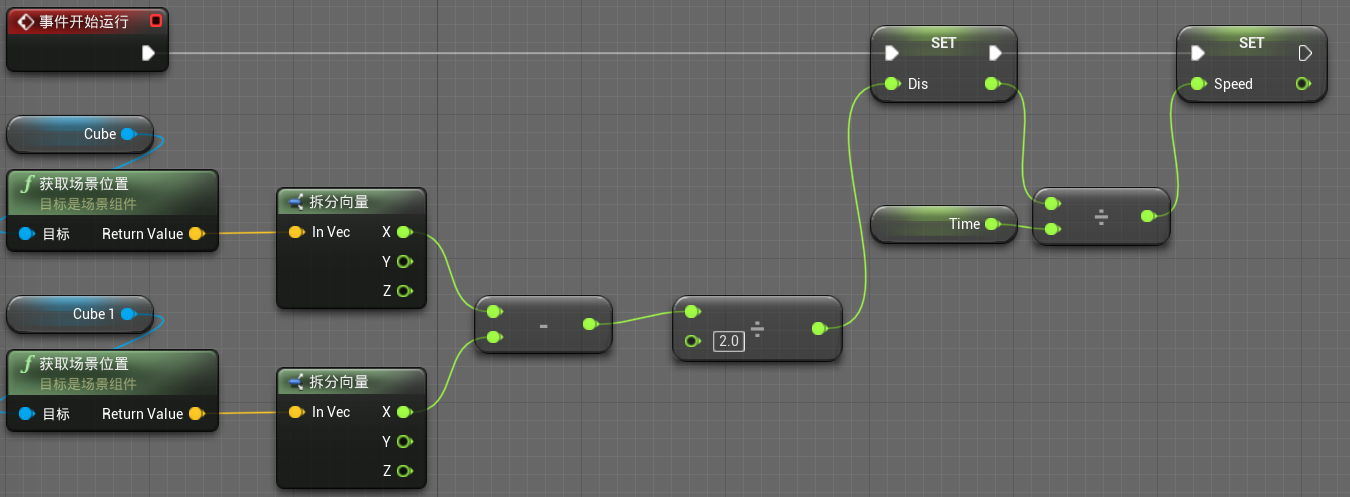 事件开始运行
SET
Dis
SET
Speed
Cube
获取场景位置
目标是场景组件
目标 Return Value
拆分向量
In Vec X
Y
Z
Time
÷
Cube 1
获取场景位置
目标是场景组件
目标 Return Value
拆分向量
In Vec X
Y
Z
-
2.0 ÷